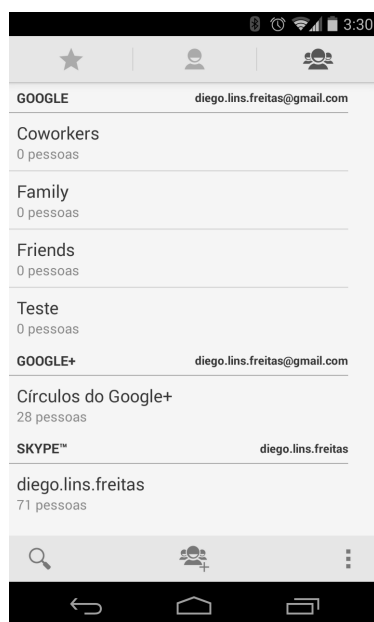 3:30
GOOGLE diego.lins.freitas@gmail.com
Coworkers
0 pessoas
Family
0 pessoas
Friends
0 pessoas
Teste
0 pessoas
GOOGLE+ diego.lins.freitas@gmail.com
Círculos do Google+
28 pessoas
SKYPE™ diego.lins.freitas
diego.lins.freitas
71 pessoas